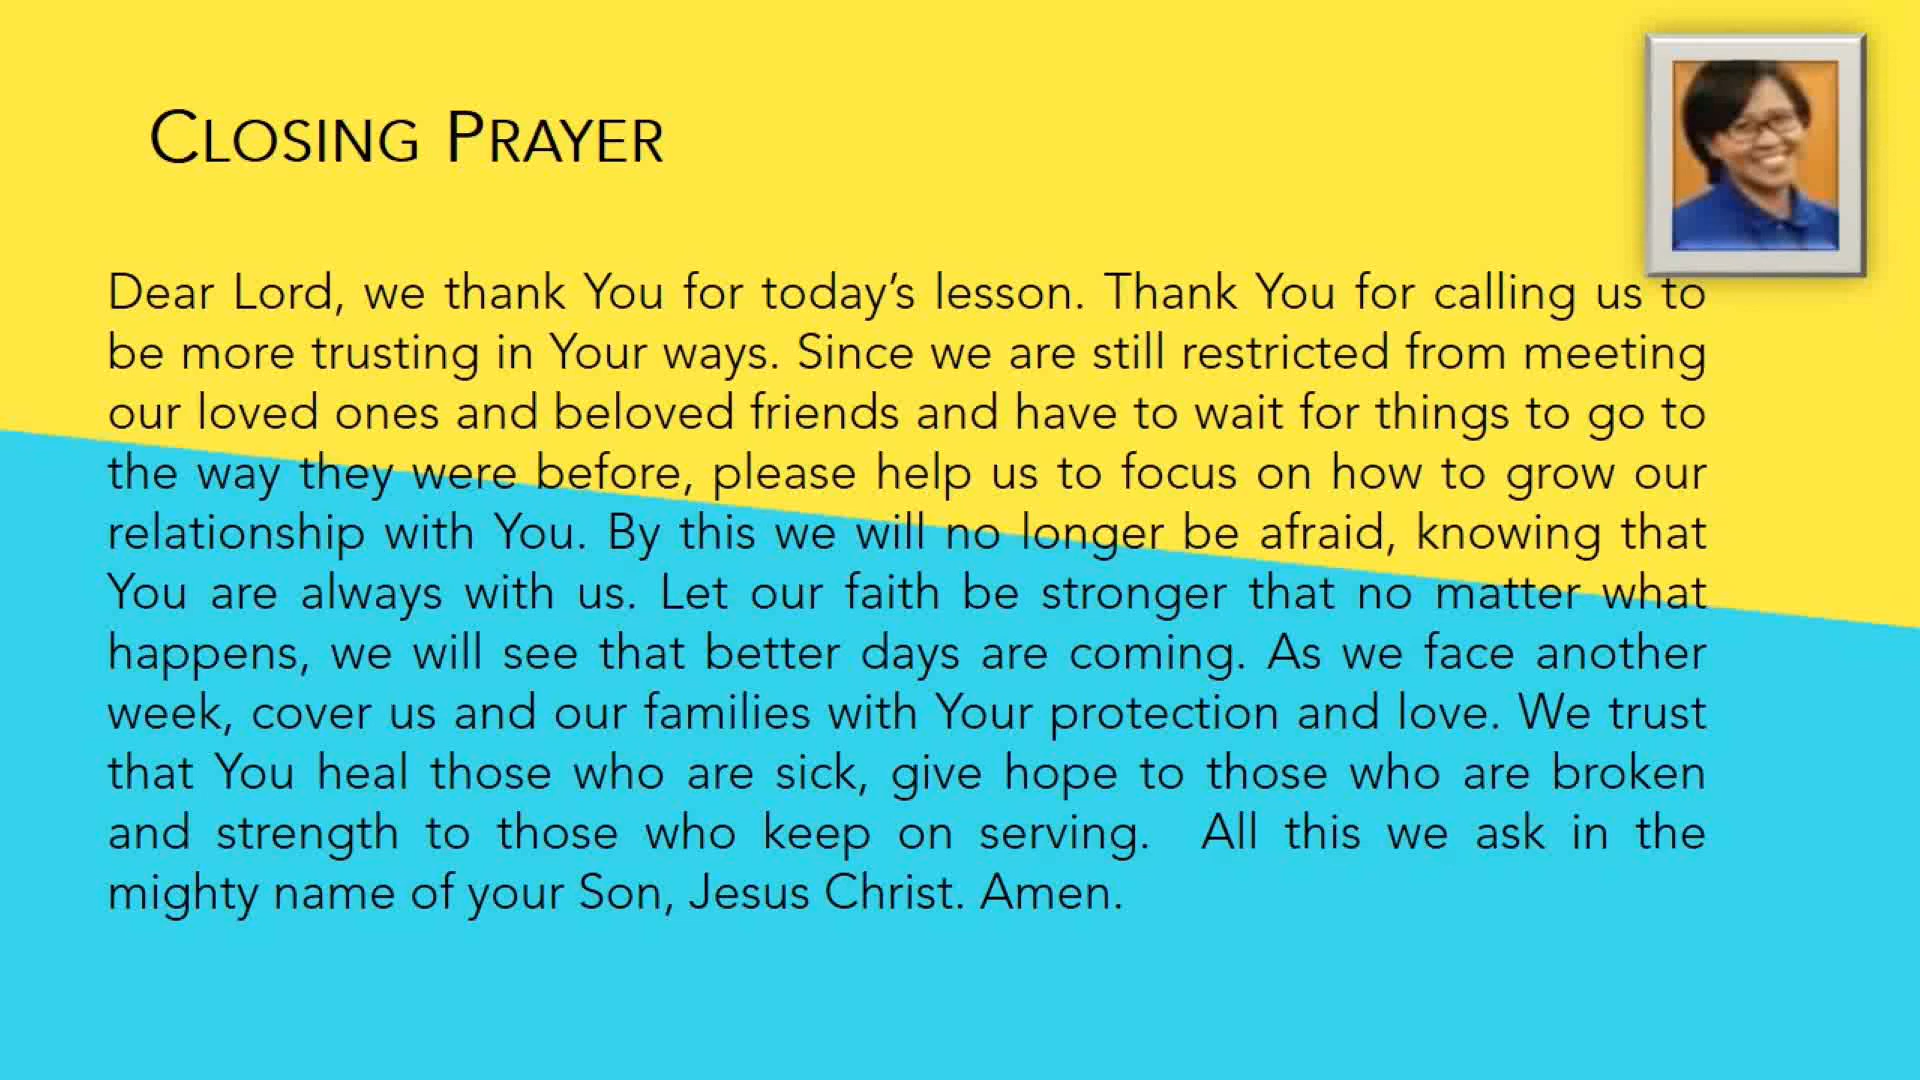 CLOSING PRAYER
Dear Lord, we thank You for today’s lesson. Thank You for calling us to
be more trusting in Your ways. Since we are still restricted from meeting
our loved ones and beloved friends and have to wait for things to go to
the way they were before, please help us to focus on how to grow our
relationship with You. By this we will no longer be afraid, knowing that
You are always with us. Let our faith be stronger that no matter what
happens, we will see that better days are coming. As we face another
week, cover us and our families with Your protection and love. We trust
that You heal those who are sick, give hope to those who are broken
and strength to those who keep on serving.  All this we ask in the
mighty name of your Son, Jesus Christ. Amen.